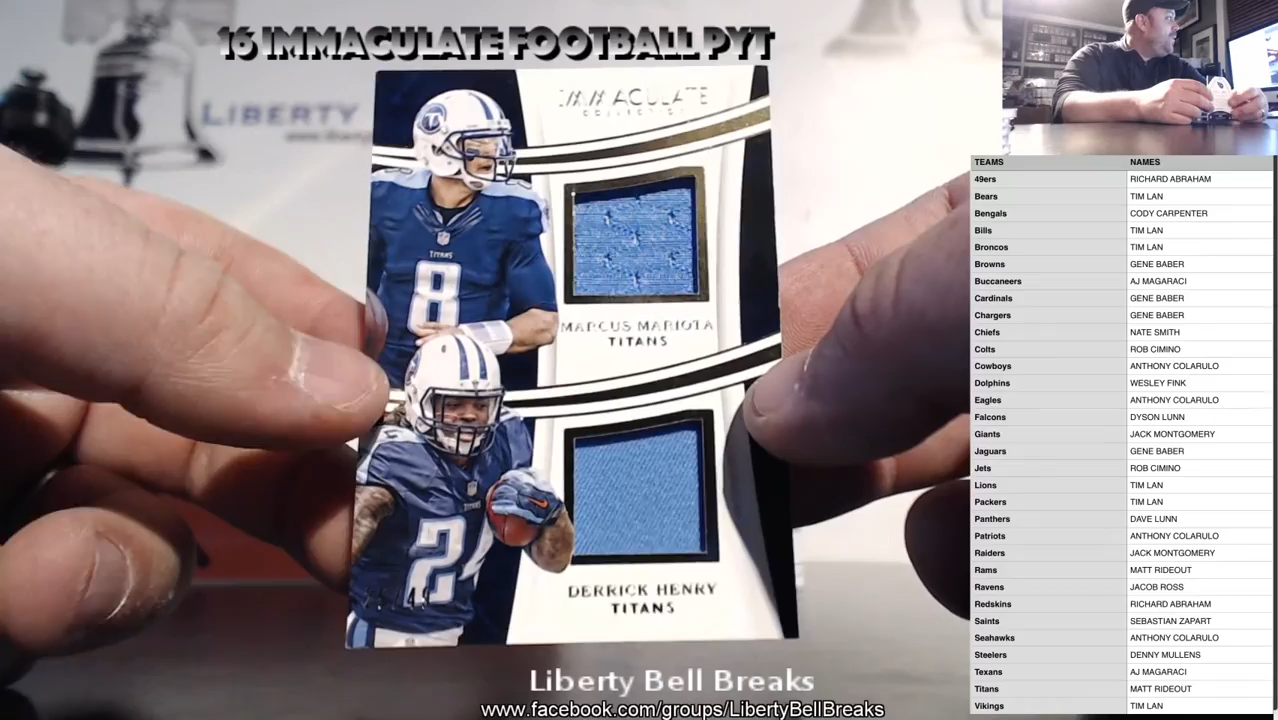 16 IMMACULATE FOOTBALL PYT
LIBERTY
IMMACULATE
COLLECTION
TITANS
8
MARCUS MARIOTA
TITANS
TITANS
24
DERRICK HENRY
TITANS
Liberty Bell Breaks
www.facebook.com/groups/LibertyBellBreaks
TEAMS NAMES
49ers RICHARD ABRAHAM
Bears TIM LAN
Bengals CODY CARPENTER
Bills TIM LAN
Broncos TIM LAN
Browns GENE BABER
Buccaneers AJ MAGARACI
Cardinals GENE BABER
Chargers GENE BABER
Chiefs NATE SMITH
Colts ROB CIMINO
Cowboys ANTHONY COLARULO
Dolphins WESLEY FINK
Eagles ANTHONY COLARULO
Falcons DYSON LUNN
Giants JACK MONTGOMERY
Jaguars GENE BABER
Jets ROB CIMINO
Lions TIM LAN
Packers TIM LAN
Panthers DAVE LUNN
Patriots ANTHONY COLARULO
Raiders JACK MONTGOMERY
Rams MATT RIDEOUT
Ravens JACOB ROSS
Redskins RICHARD ABRAHAM
Saints SEBASTIAN ZAPART
Seahawks ANTHONY COLARULO
Steelers DENNY MULLENS
Texans AJ MAGARACI
Titans MATT RIDEOUT
Vikings TIM LAN